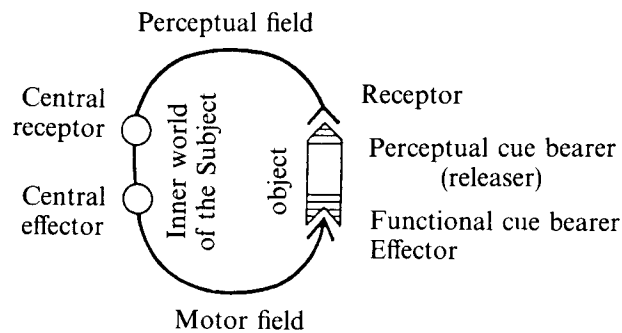 Perceptual field
Central
receptor
Central
effector
Inner world
of the Subject
object
Receptor
Perceptual cue bearer
(releaser)
Functional cue bearer
Effector
Motor field